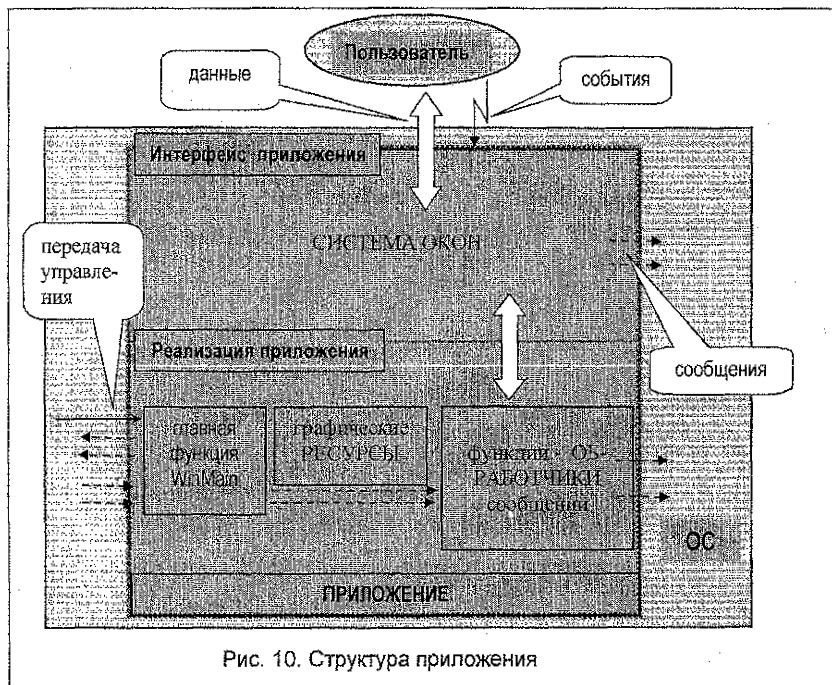 Пользователь
данные
события
Интерфейс приложения
СИСТЕМА ОКОН
передача
управле-
ния
Реализация приложения
сообщения
главная
функция
WinMain
графические
РЕСУРСЫ
функции - ОБ-
РАБОТЧИКИ
сообщений
ОС
ПРИЛОЖЕНИЕ
Рис. 10. Структура приложения